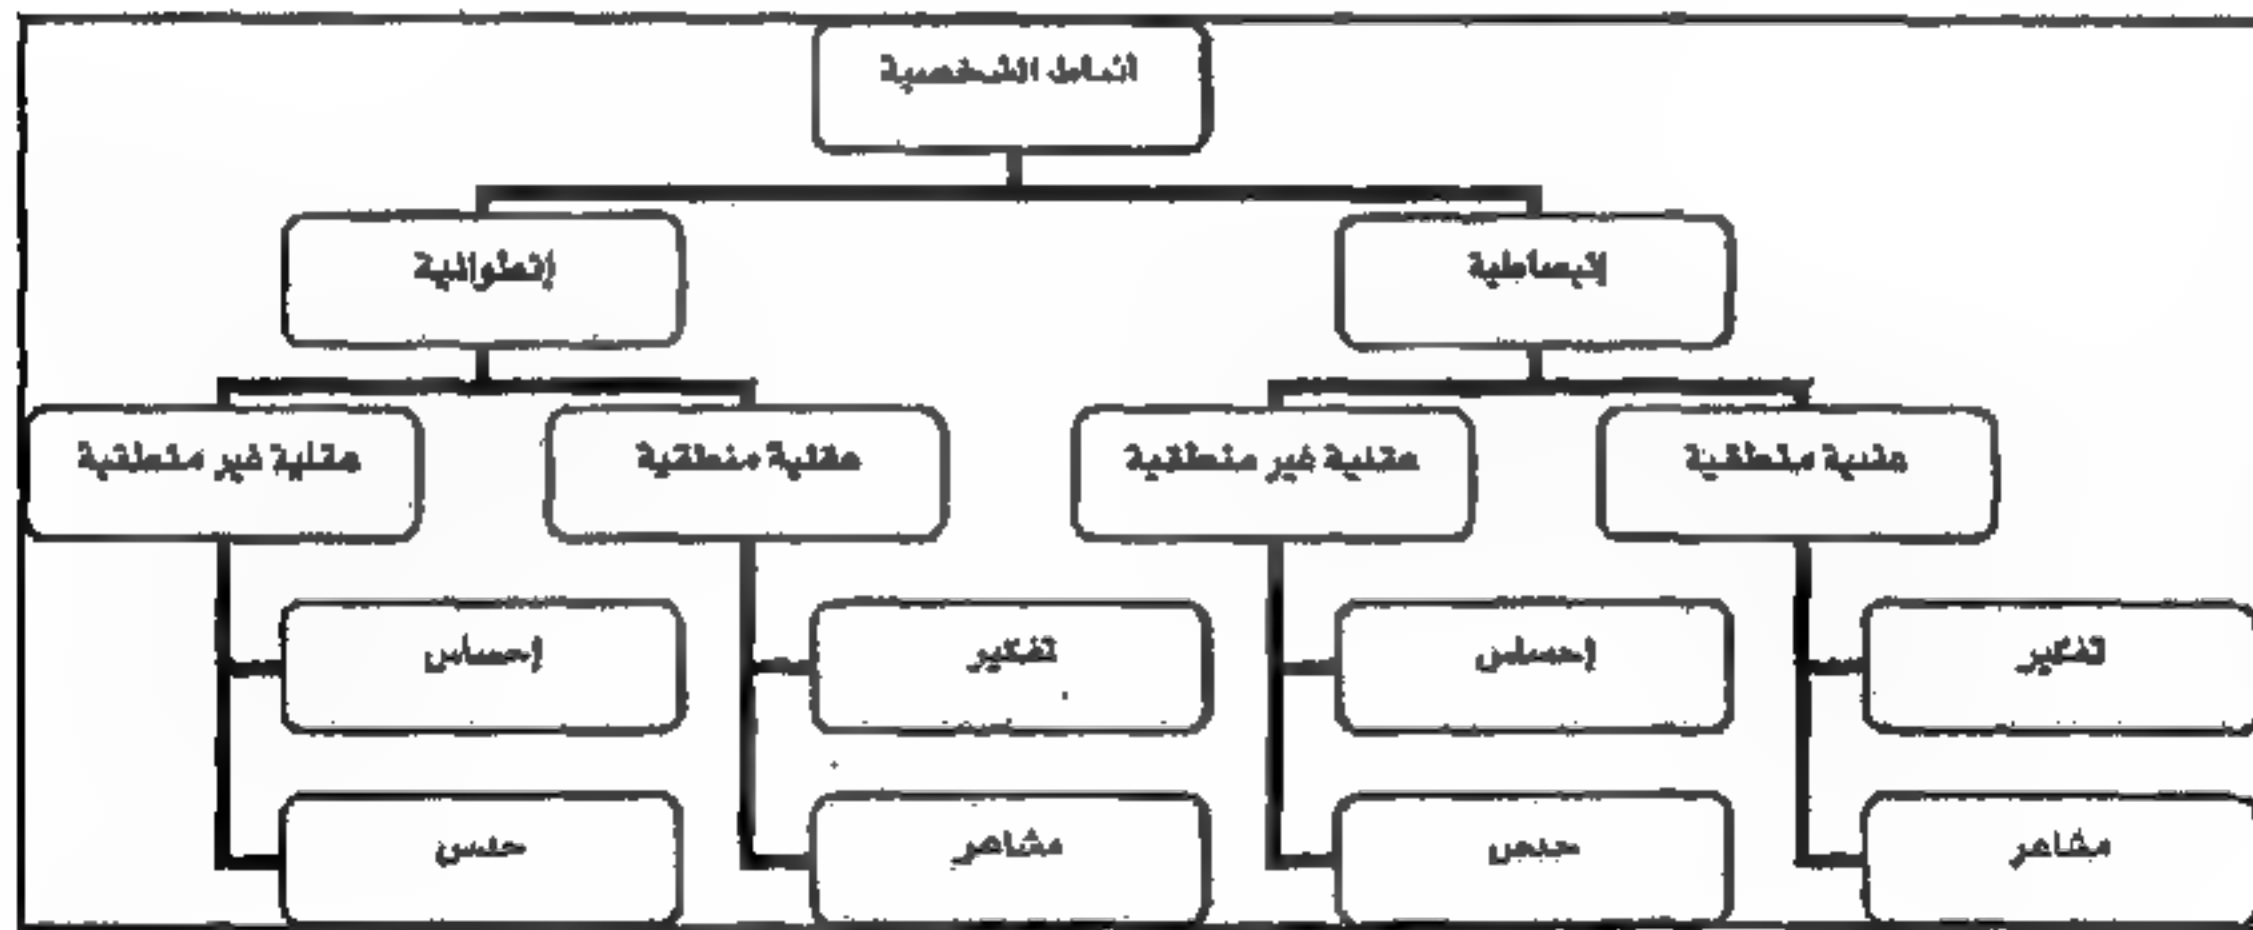 أنماط الشخصية
إنبساطية
إنطوائية
عقلية منطقية
عقلية غير منطقية
عقلية منطقية
عقلية غير منطقية
تفكير
إحساس
تفكير
إحساس
مشاعر
حدس
مشاعر
حدس